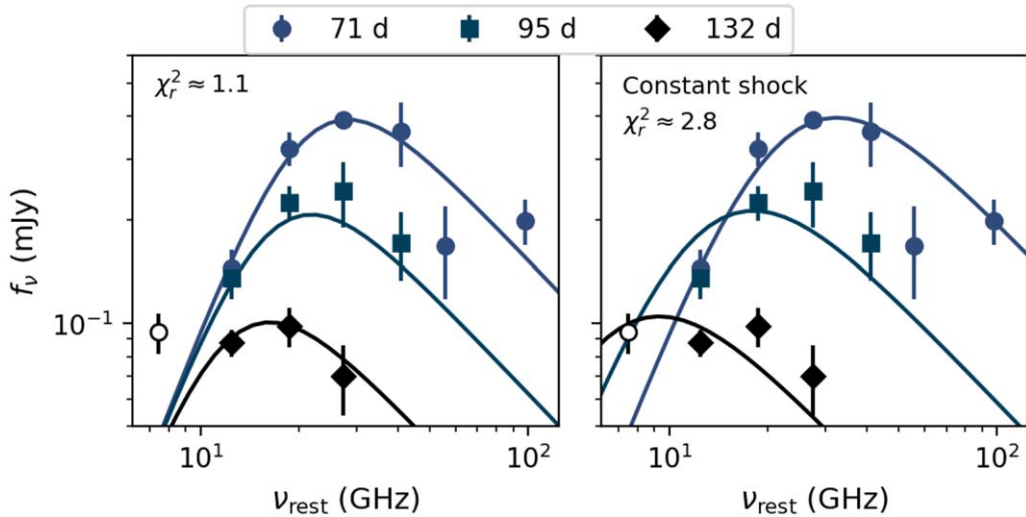 71 d 95 d 132 d
χ_r^2 ≈ 1.1
Constant shock
χ_r^2 ≈ 2.8
f_ν (mJy)
10^{-1}
10^1 10^2 10^1 10^2
ν_rest (GHz) ν_rest (GHz)